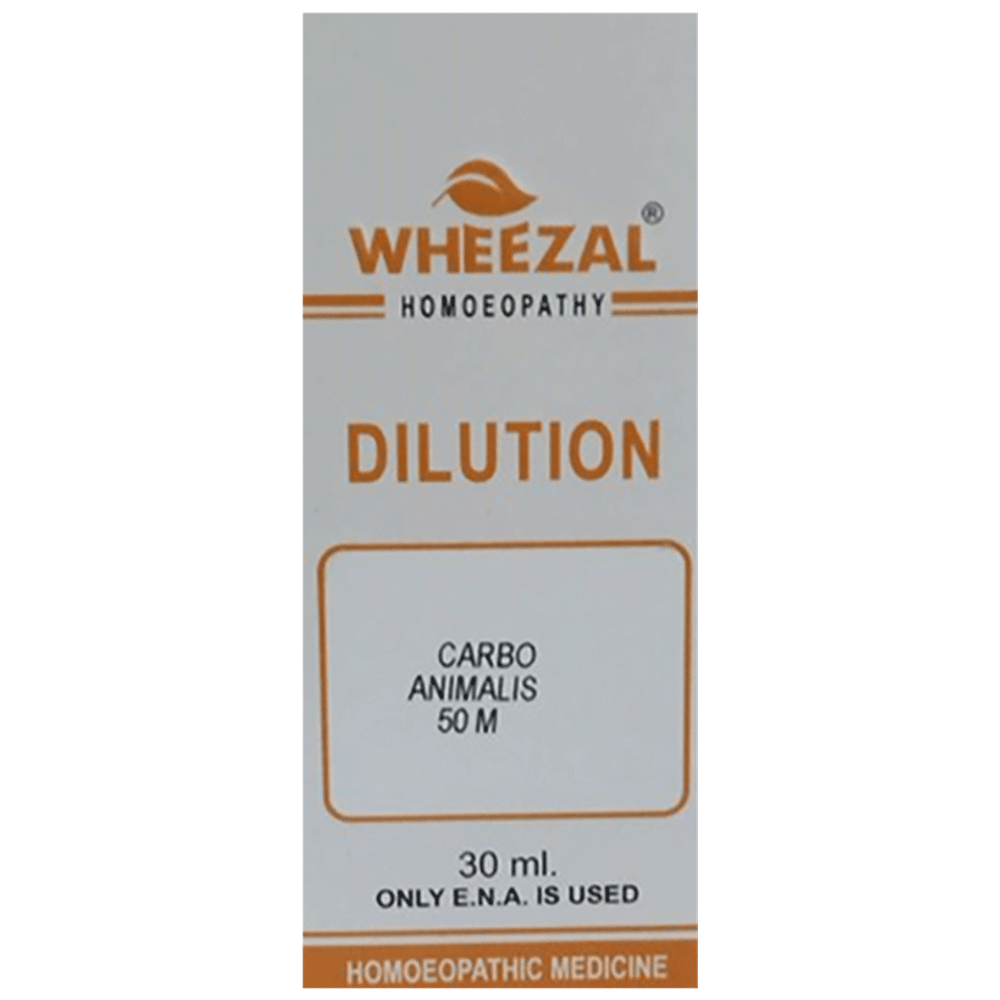 WHEEZAL®
HOMOEOPATHY
DILUTION
CARBO
ANIMALIS
50 M
30 ml.
ONLY E.N.A. IS USED
HOMOEOPATHIC MEDICINE